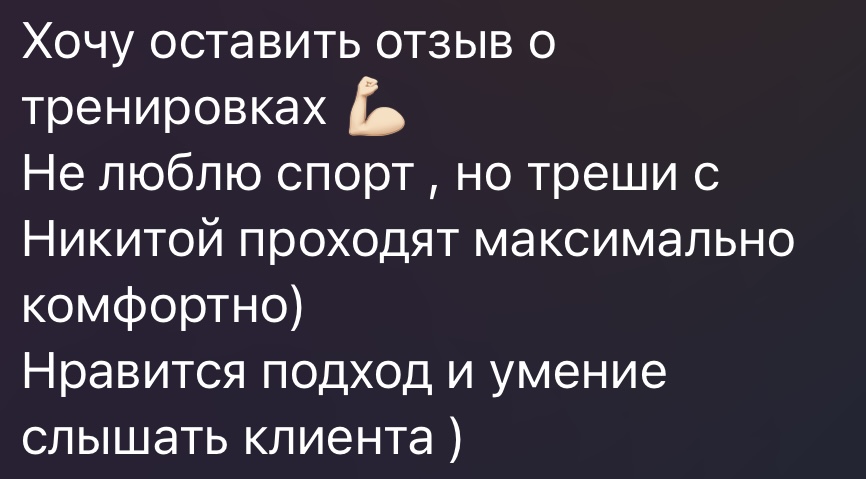 Хочу оставить отзыв о
тренировках 💪🏻
Не люблю спорт , но треши с
Никитой проходят максимально
комфортно)
Нравится подход и умение
слышать клиента )